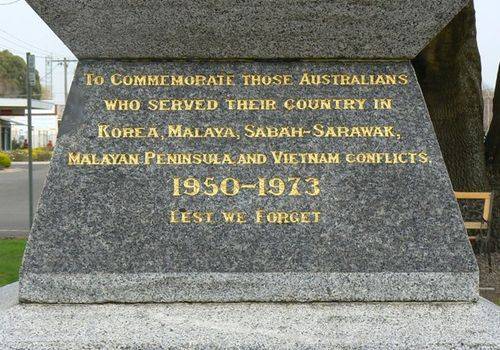 To Commemorate those Australians
who served their country in
Korea, Malaya, Sabah-Sarawak,
Malayan Peninsula and Vietnam conflicts.
1950-1973
Lest we Forget